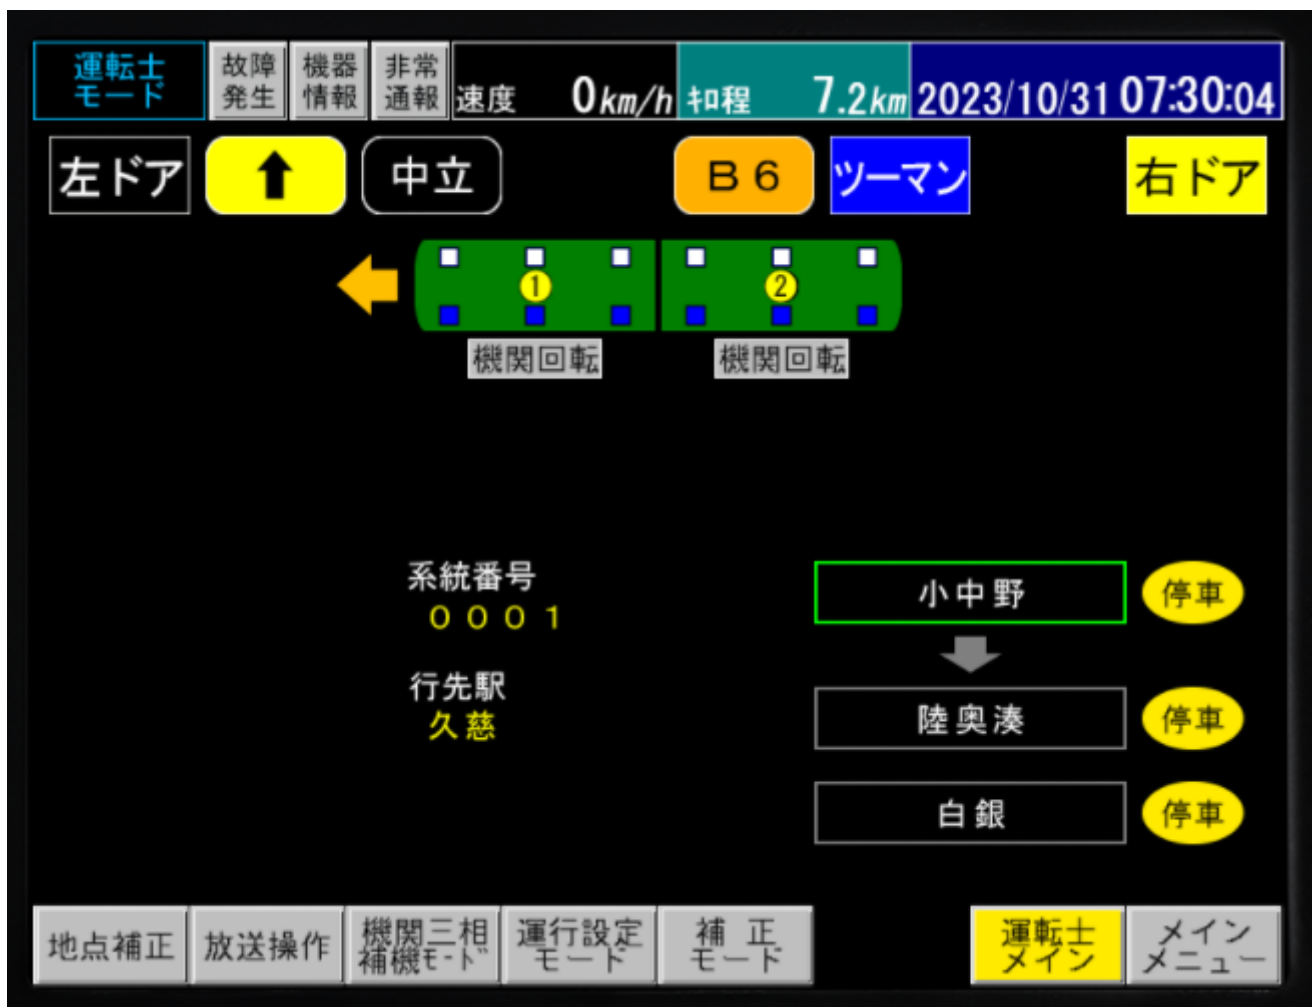 運転士
モード
故障
発生
機器
情報
非常
通報
速度 0km/h
ｷﾛ程 7.2km
2023/10/31 07:30:04
左ドア
↑
中立
B6
ツーマン
右ドア
1
2
機関回転
機関回転
系統番号
0001
行先駅
久慈
小中野
停車
陸奥湊
停車
白銀
停車
地点補正
放送操作
機関三相
補機ﾓｰﾄﾞ
運行設定
モード
補正
モード
運転士
メイン
メイン
メニュー